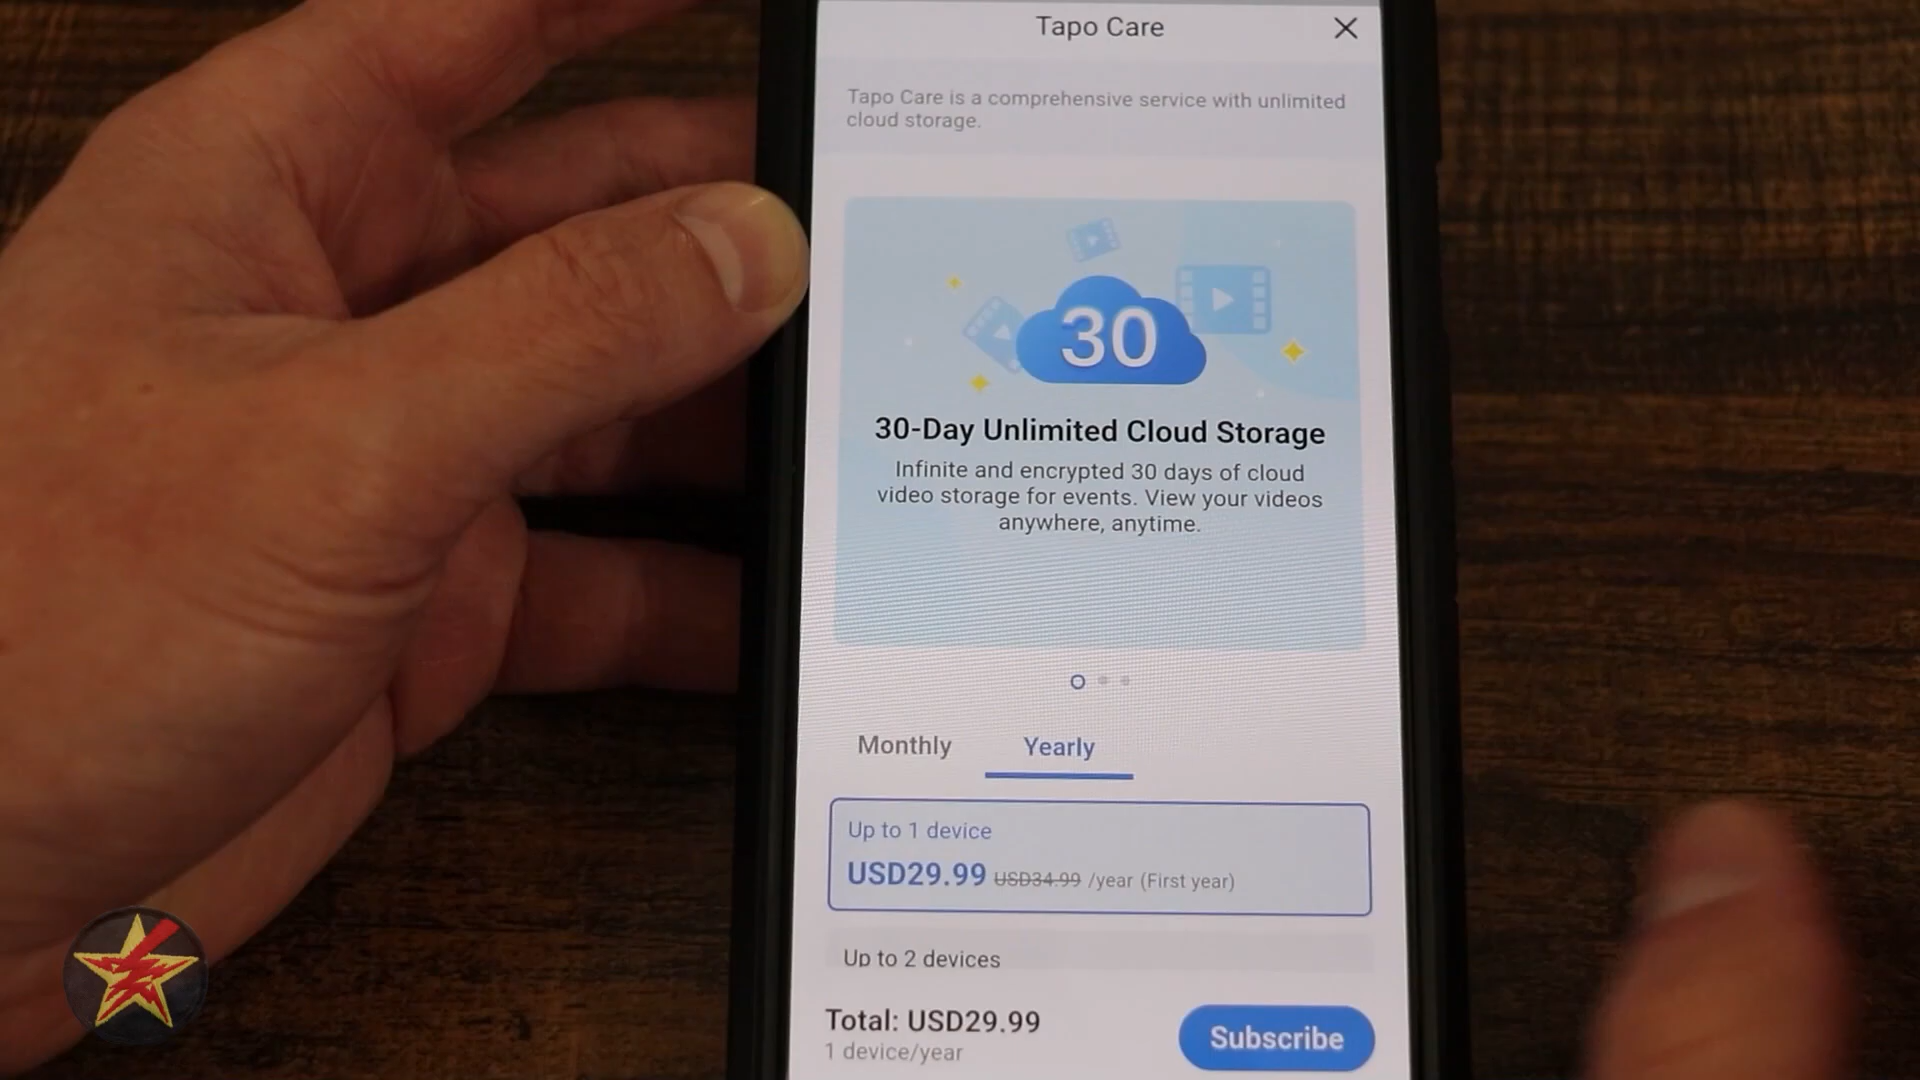 Tapo Care
Tapo Care is a comprehensive service with unlimited
cloud storage.
30
30-Day Unlimited Cloud Storage
Infinite and encrypted 30 days of cloud
video storage for events. View your videos
anywhere, anytime.
Monthly Yearly
Up to 1 device
USD29.99 USD34.99 /year (First year)
Up to 2 devices
Total: USD29.99
1 device/year
Subscribe